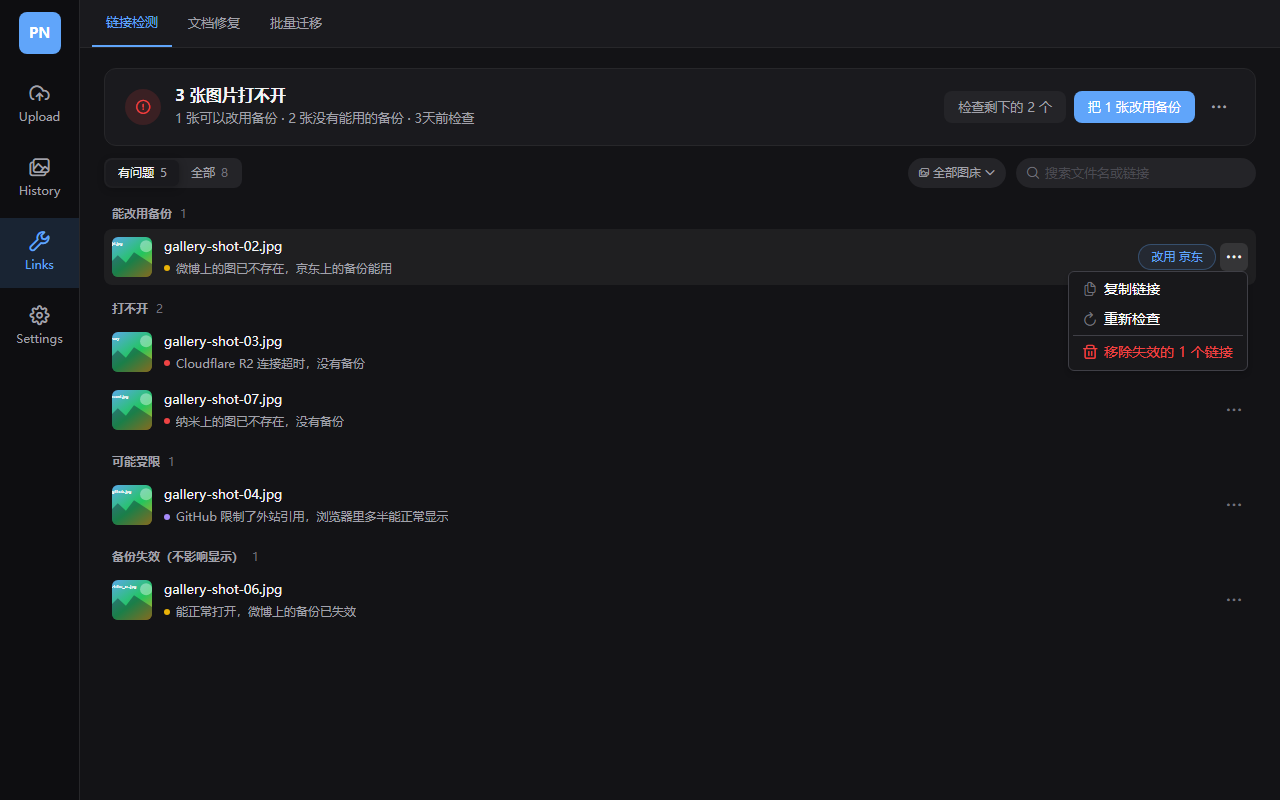 PN
Upload
History
Links
Settings
链接检测
文档修复
批量迁移
3 张图片打不开
1 张可以改用备份 · 2 张没有能用的备份 · 3天前检查
检查剩下的 2 个
把 1 张改用备份
有问题 5
全部 8
全部图床
搜索文件名或链接
能改用备份 1
gallery-shot-02.jpg
微博上的图已不存在，京东上的备份能用
改用 京东
复制链接
重新检查
移除失效的 1 个链接
打不开 2
gallery-shot-03.jpg
Cloudflare R2 连接超时，没有备份
gallery-shot-07.jpg
纳米上的图已不存在，没有备份
可能受限 1
gallery-shot-04.jpg
GitHub 限制了外站引用，浏览器里多半能正常显示
备份失效（不影响显示） 1
gallery-shot-06.jpg
能正常打开，微博上的备份已失效